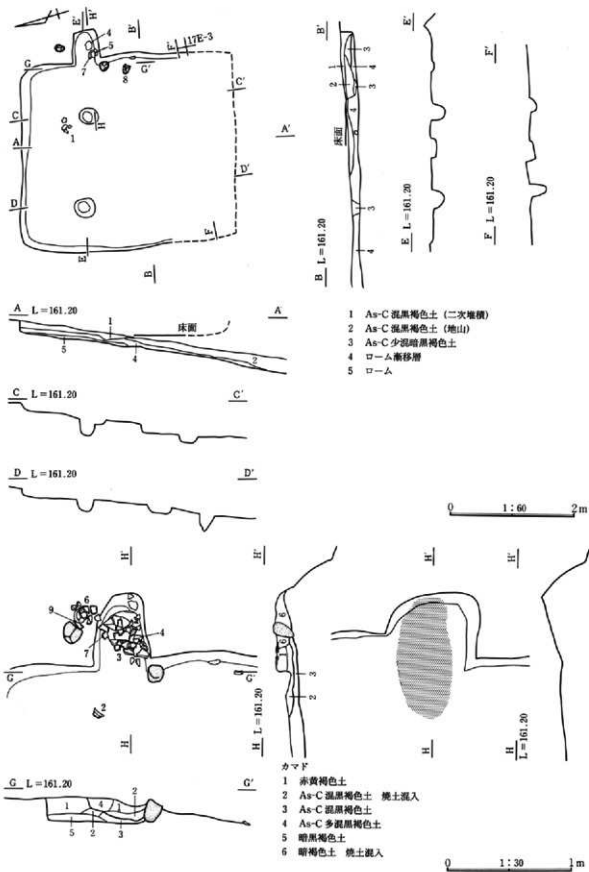 E'
H'
B'
F'
17E-3
4
5
7
8
G
G'
C
C'
H
A
1
A'
D
D'
E
F
B
B'
3
1
4
2
3
床面
3
4
B L=161.20
E'
E L=161.20
F'
F L=161.20
A L=161.20
A'
1
床面
5
4
2
C L=161.20
C'
D L=161.20
D'
1 As-C 混黒褐色土（二次堆積）
2 As-C 混黒褐色土（地山）
3 As-C 少混暗黒褐色土
4 ローム漸移層
5 ローム
0 1:60 2m
H'
6
9
7
3
4
G
G'
2
H
H'
6
6
3
2
H L=161.20
H'
H
H'
H L=161.20
G L=161.20
G'
1
4
1
2
5
2
3
カマド
1 赤黄褐色土
2 As-C 混黒褐色土 焼土混入
3 As-C 混黒褐色土
4 As-C 多混黒褐色土
5 暗黒褐色土
6 暗褐色土 焼土混入
0 1:30 1m